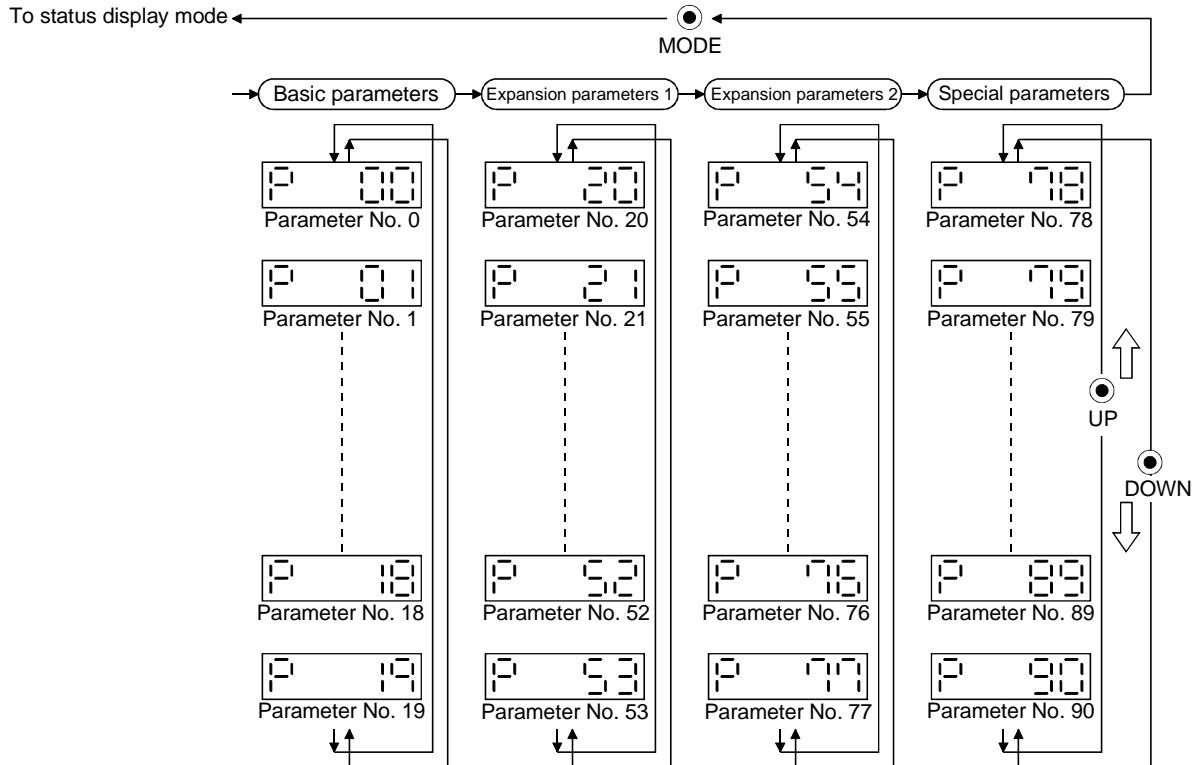 To status display mode
MODE
Basic parameters Expansion parameters 1 Expansion parameters 2 Special parameters
P 00 P 20 P 54 P 78
Parameter No. 0 Parameter No. 20 Parameter No. 54 Parameter No. 78
P 01 P 21 P 55 P 79
Parameter No. 1 Parameter No. 21 Parameter No. 55 Parameter No. 79
UP
DOWN
P 18 P 52 P 76 P 89
Parameter No. 18 Parameter No. 52 Parameter No. 76 Parameter No. 89
P 19 P 53 P 77 P 90
Parameter No. 19 Parameter No. 53 Parameter No. 77 Parameter No. 90